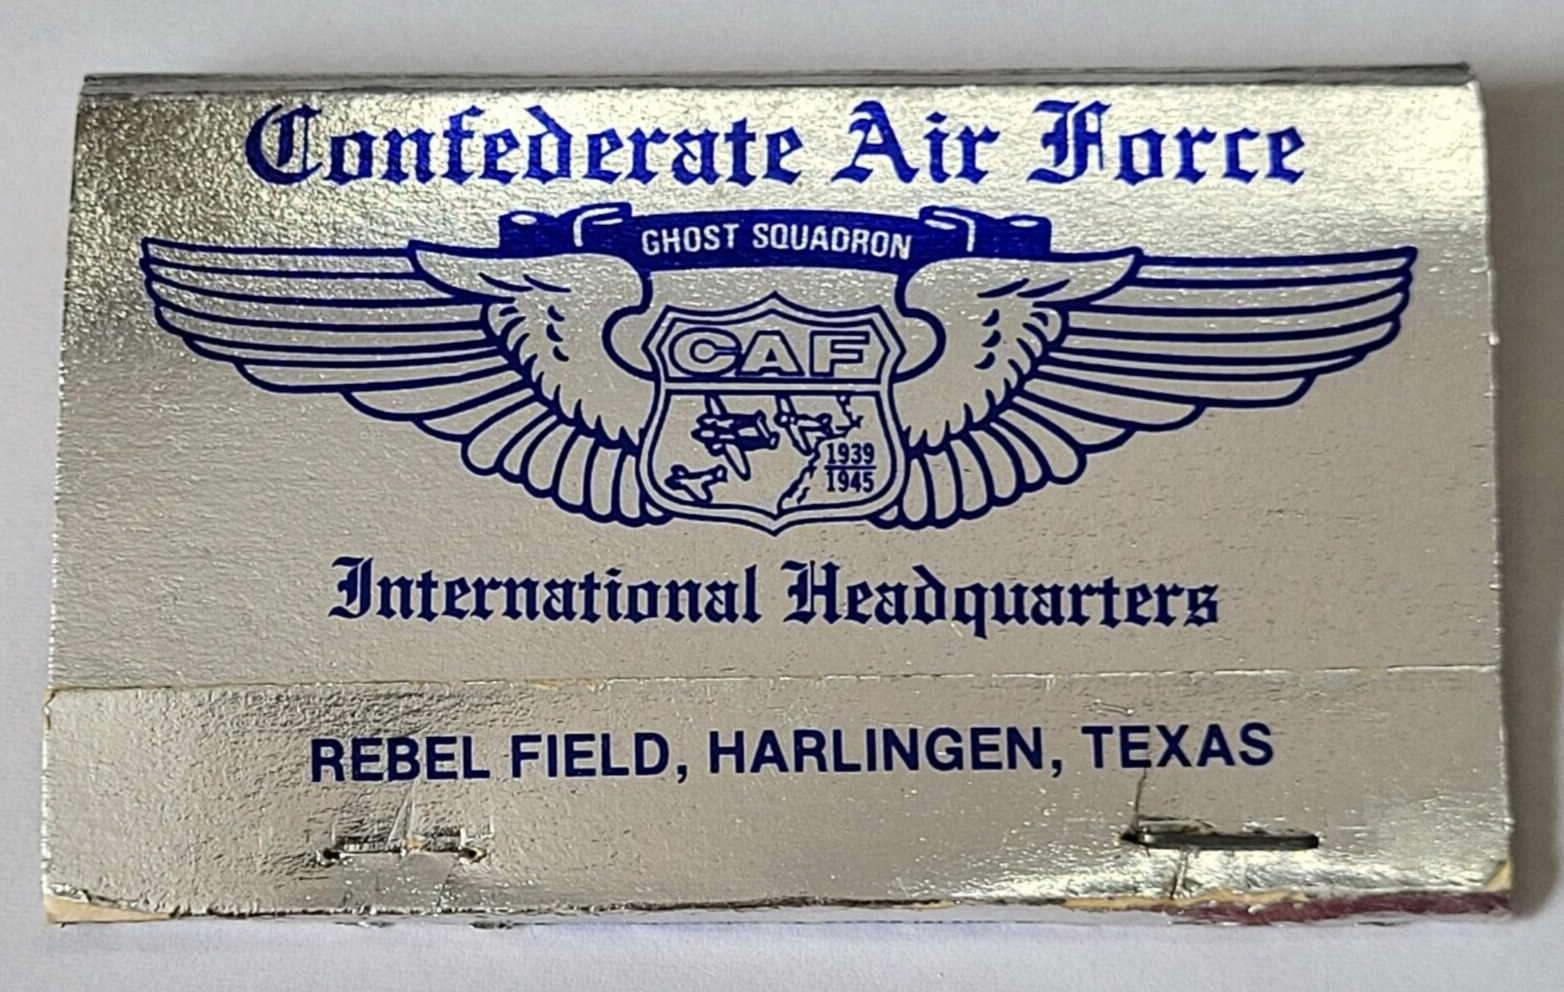 Confederate Air Force
GHOST SQUADRON
CAF
1939
1945
International Headquarters
REBEL FIELD, HARLINGEN, TEXAS